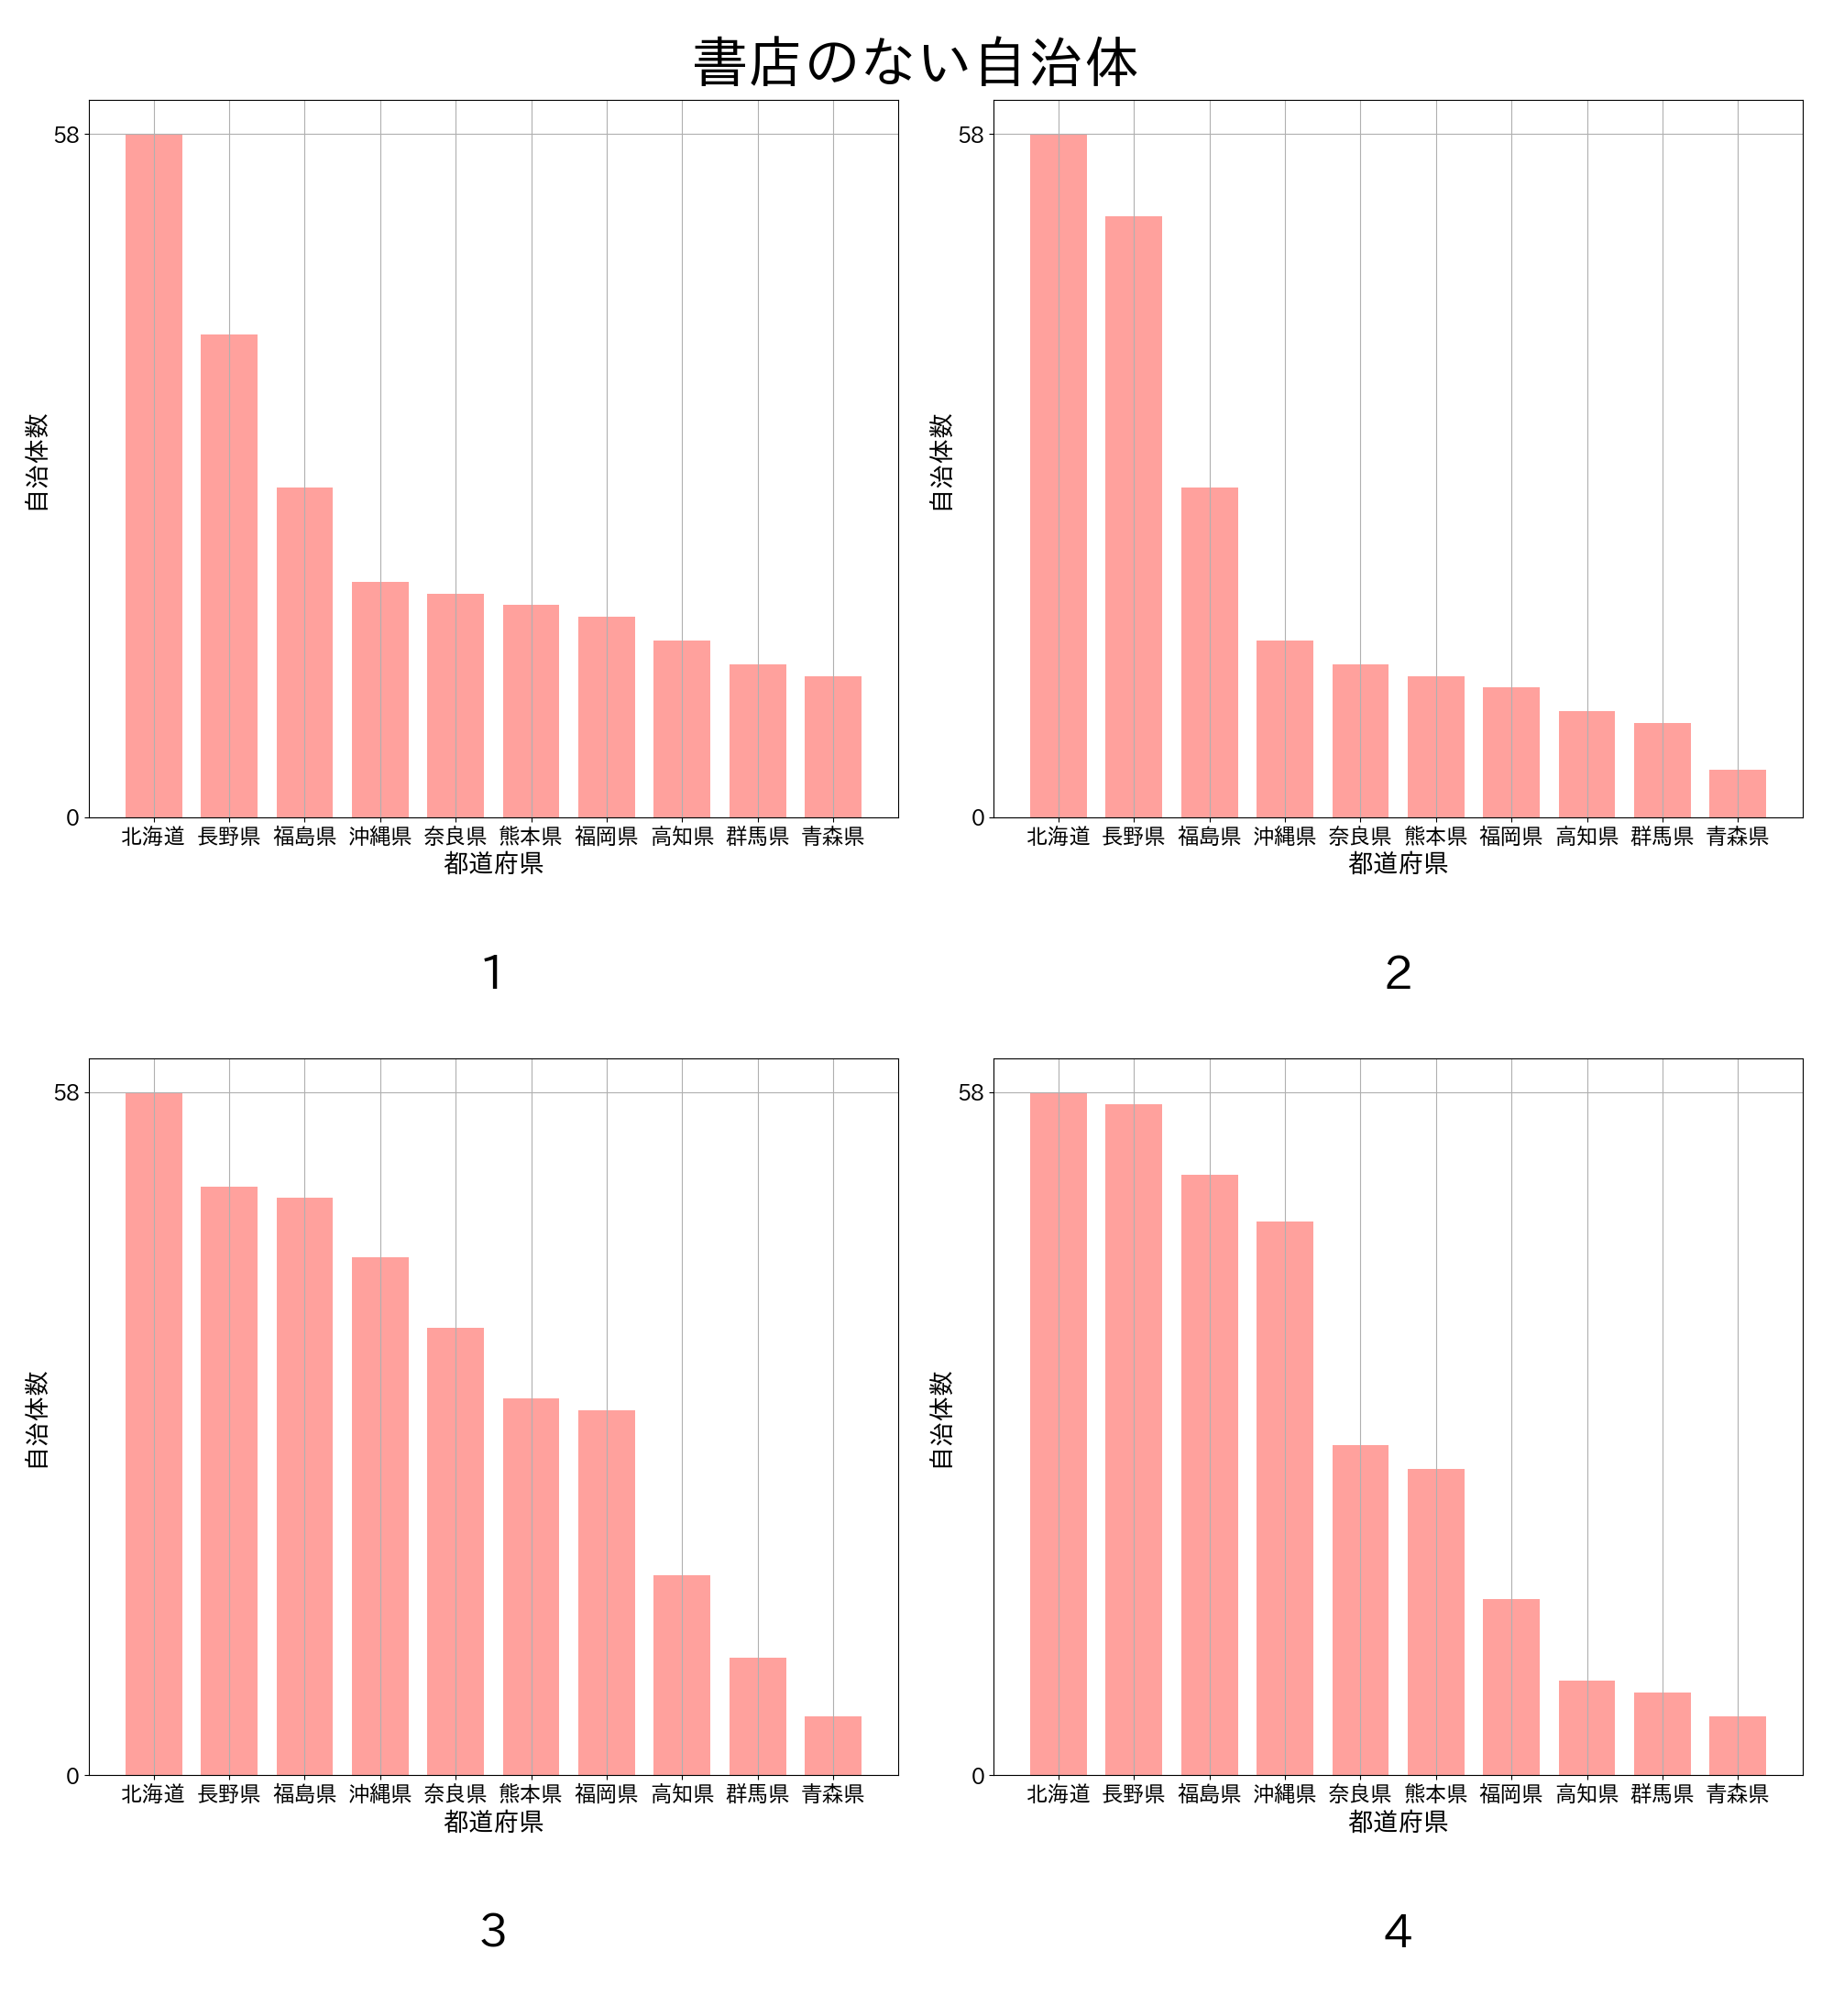 書店のない自治体
58
0
自治体数
北海道 長野県 福島県 沖縄県 奈良県 熊本県 福岡県 高知県 群馬県 青森県
都道府県
1
58
0
自治体数
北海道 長野県 福島県 沖縄県 奈良県 熊本県 福岡県 高知県 群馬県 青森県
都道府県
2
58
0
自治体数
北海道 長野県 福島県 沖縄県 奈良県 熊本県 福岡県 高知県 群馬県 青森県
都道府県
3
58
0
自治体数
北海道 長野県 福島県 沖縄県 奈良県 熊本県 福岡県 高知県 群馬県 青森県
都道府県
4